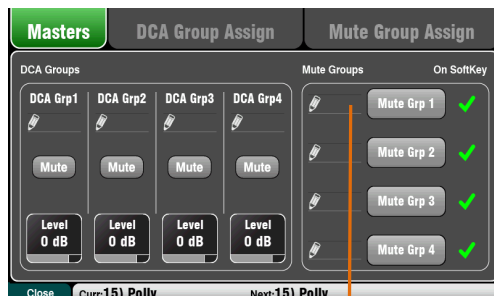 Masters DCA Group Assign Mute Group Assign
DCA Groups Mute Groups On SoftKey
DCA Grp1 DCA Grp2 DCA Grp3 DCA Grp4 Mute Grp 1
Mute Grp 2
Mute Mute Mute Mute
Mute Grp 3
Level Level Level Level
0 dB 0 dB 0 dB 0 dB Mute Grp 4
Close Curr:15) Polly Next:15) Polly